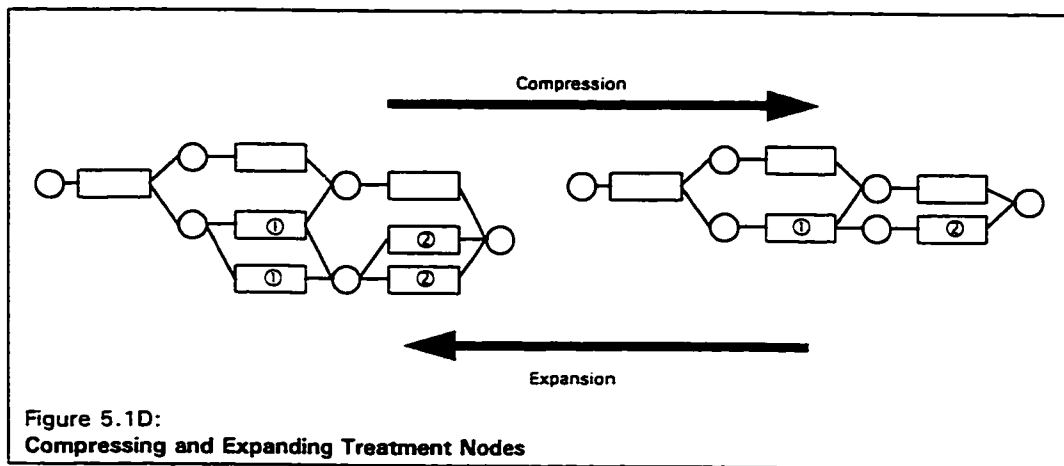 Compression
①
②
①
②
①
②
Expansion
Figure 5.1D:
Compressing and Expanding Treatment Nodes